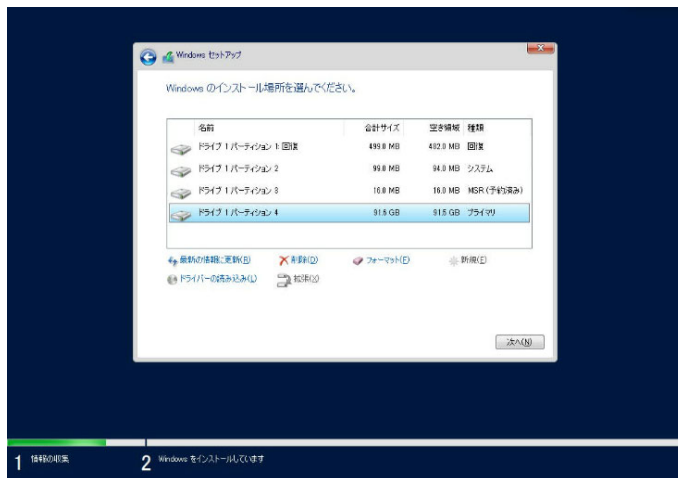 Windows セットアップ
Windows のインストール場所を選んでください。
名前 合計サイズ 空き領域 種類
ドライブ 1 パーティション 1: 回復 499.0 MB 482.0 MB 回復
ドライブ 1 パーティション 2 99.0 MB 94.0 MB システム
ドライブ 1 パーティション 3 16.0 MB 16.0 MB MSR (予約済み)
ドライブ 1 パーティション 4 91.5 GB 91.5 GB プライマリ
最新の情報に更新(R) 削除(D) フォーマット(F) 新規(E)
ドライバーの読み込み(L) 拡張(X)
次へ(N)
1 情報の収集 2 Windows をインストールしています